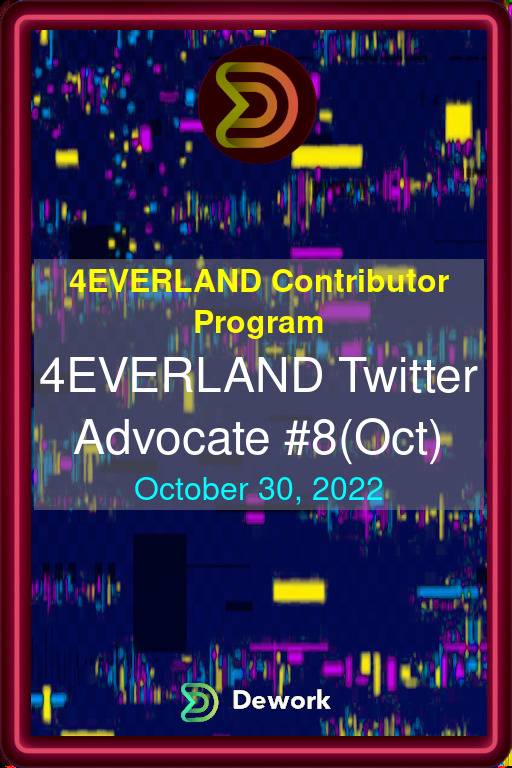 4EVERLAND Contributor
Program
4EVERLAND Twitter
Advocate #8(Oct)
October 30, 2022
Dework